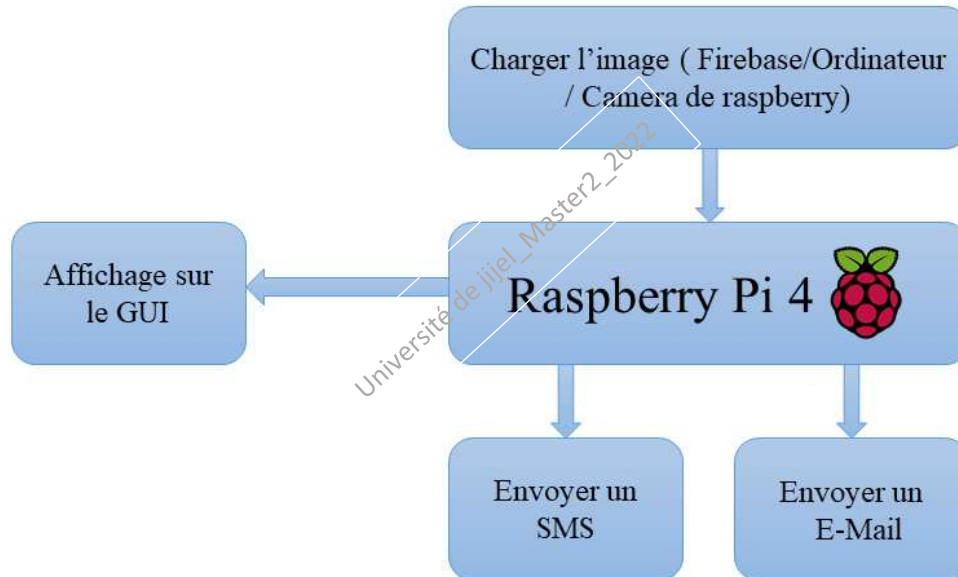 Charger l'image ( Firebase/Ordinateur
/ Camera de raspberry)
Université de jijel_Master2_2022
Affichage sur
le GUI
Raspberry Pi 4
Envoyer un
SMS
Envoyer un
E-Mail